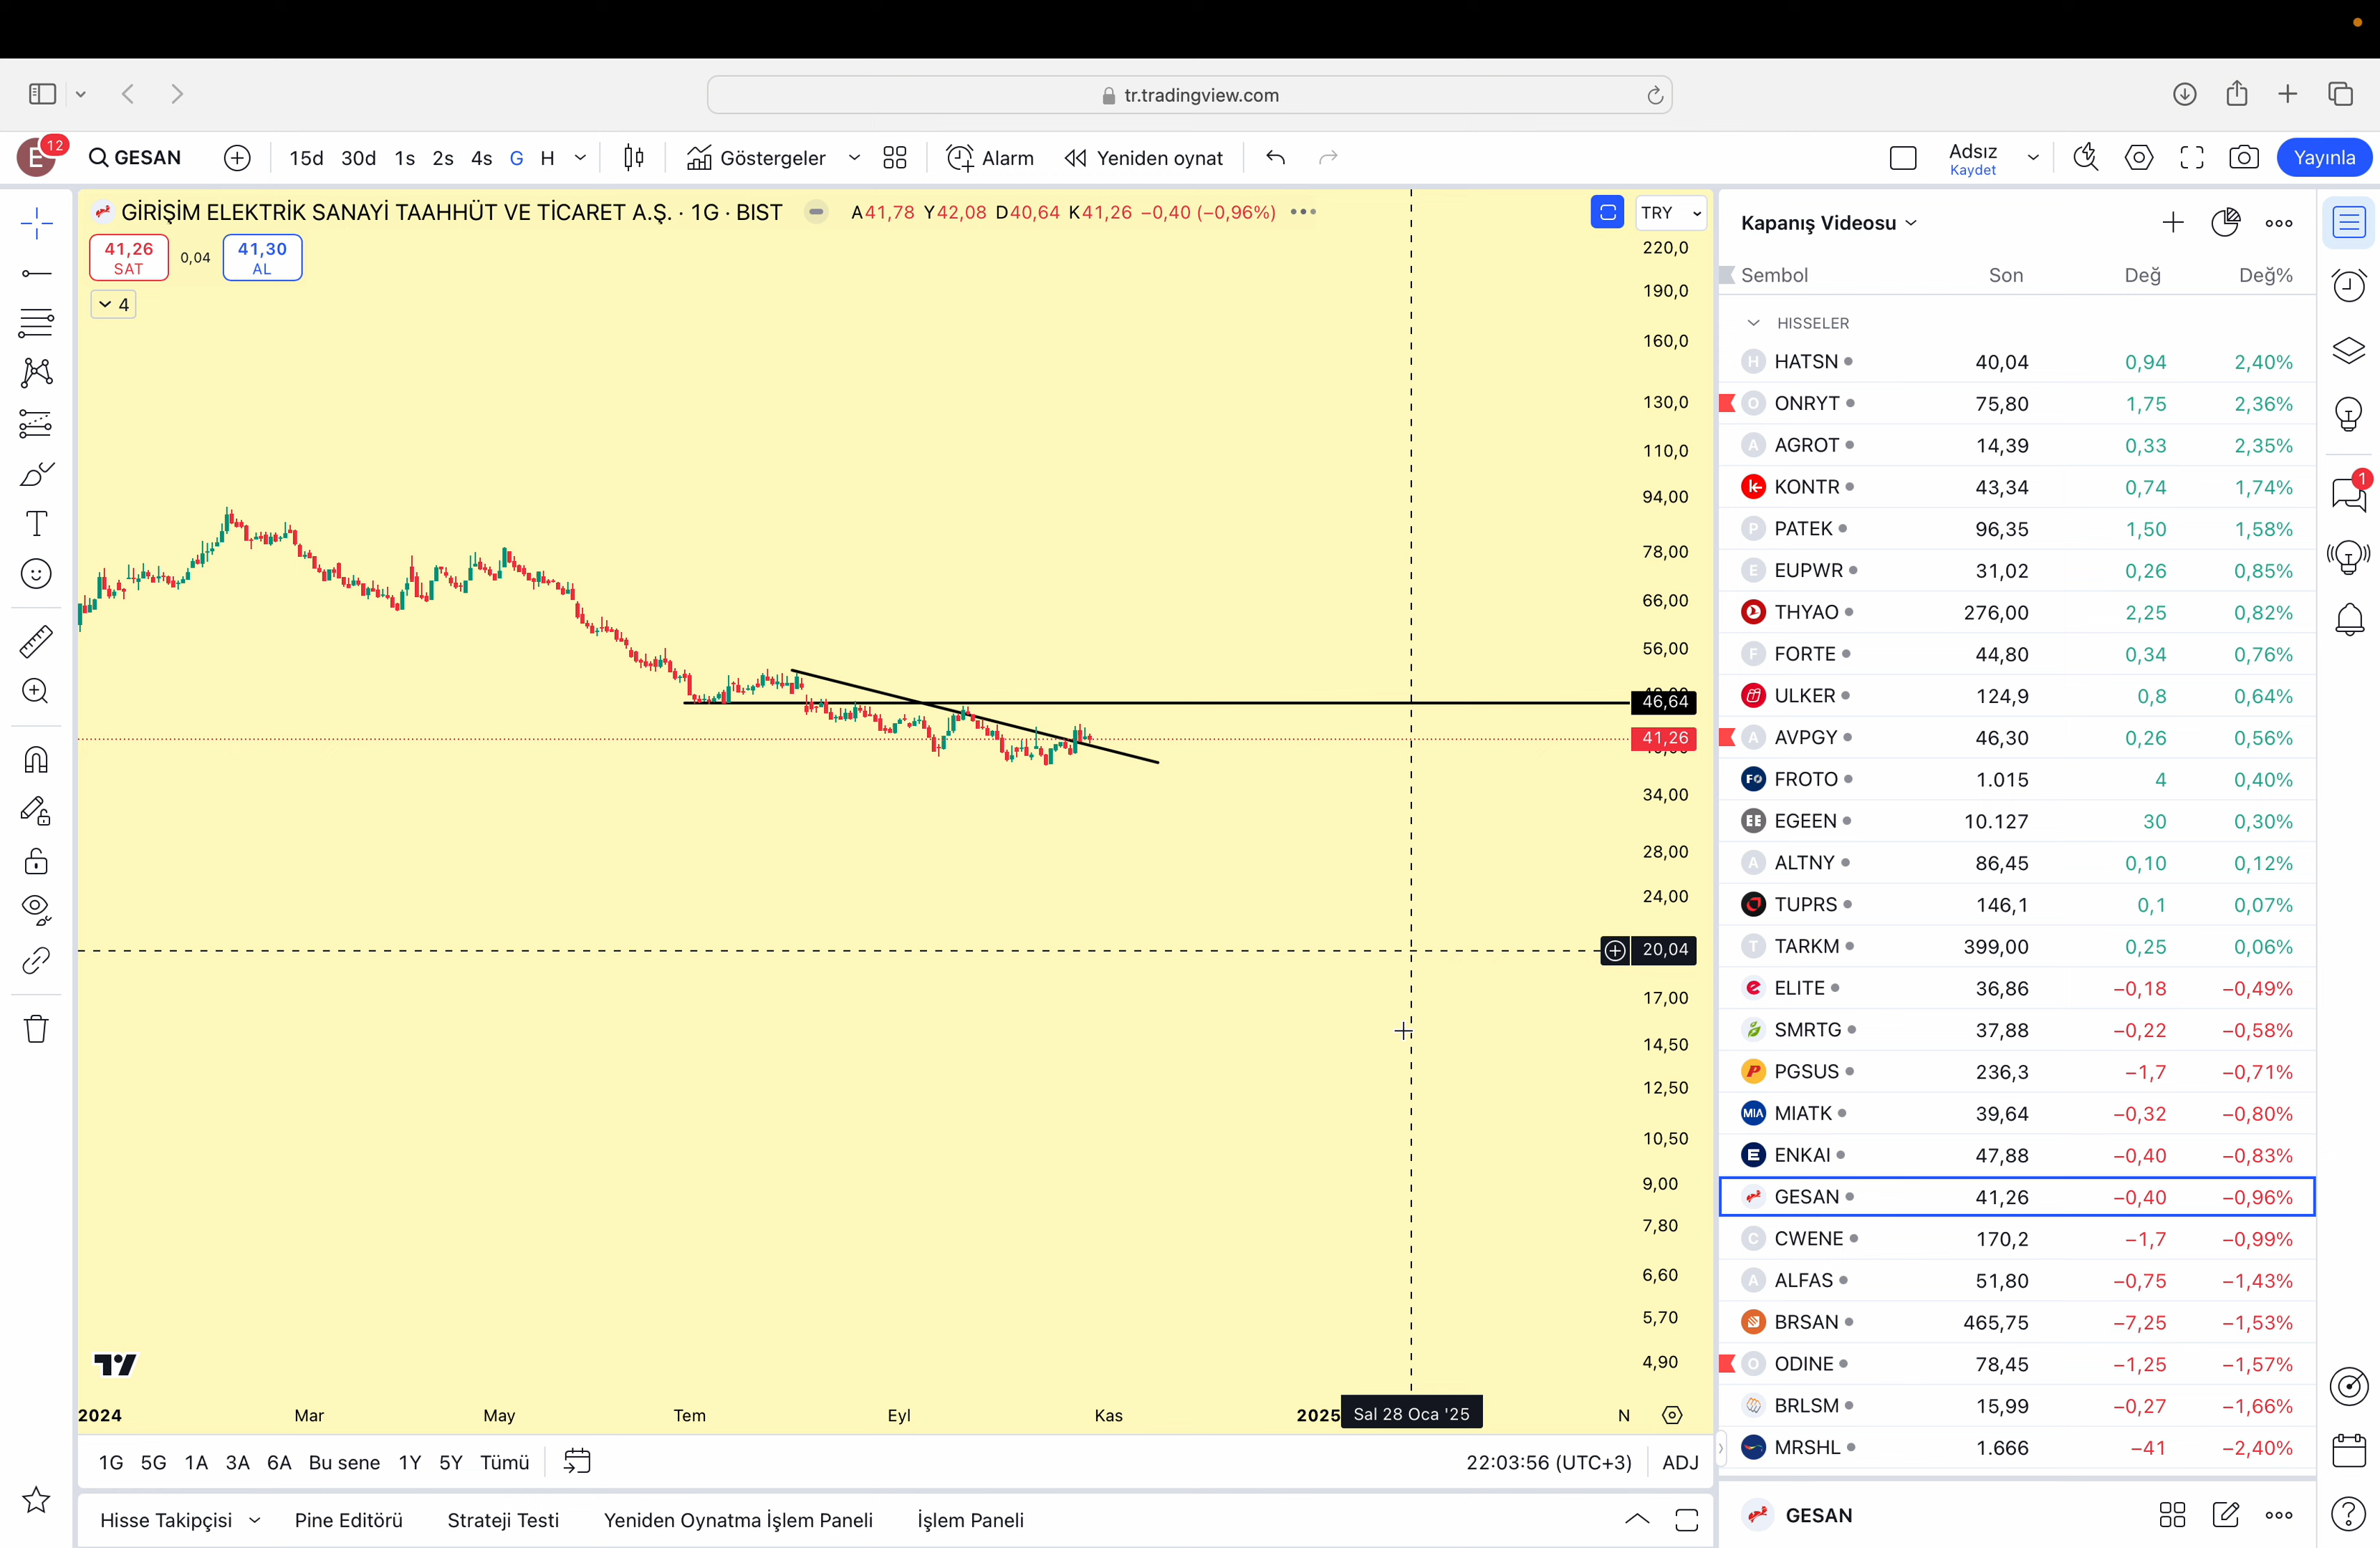 tr.tradingview.com
E 12 GESAN 15d 30d 1s 2s 4s G H Göstergeler Alarm Yeniden oynat Adsız Kaydet Yayınla
GİRİŞİM ELEKTRİK SANAYİ TAAHHÜT VE TİCARET A.Ş. · 1G · BIST A41,78 Y42,08 D40,64 K41,26 −0,40 (−0,96%) TRY
41,26 SAT 0,04 41,30 AL
4
220,0
190,0
160,0
130,0
110,0
94,00
78,00
66,00
56,00
46,64
41,26
34,00
28,00
24,00
20,04
17,00
14,50
12,50
10,50
9,00
7,80
6,60
5,70
4,90
2024 Mar May Tem Eyl Kas 2025 Sal 28 Oca '25 N
1G 5G 1A 3A 6A Bu sene 1Y 5Y Tümü 22:03:56 (UTC+3) ADJ
Hisse Takipçisi Pine Editörü Strateji Testi Yeniden Oynatma İşlem Paneli İşlem Paneli
Kapanış Videosu
Sembol Son Değ Değ%
HISSELER
H HATSN 40,04 0,94 2,40%
O ONRYT 75,80 1,75 2,36%
A AGROT 14,39 0,33 2,35%
KONTR 43,34 0,74 1,74%
P PATEK 96,35 1,50 1,58%
E EUPWR 31,02 0,26 0,85%
THYAO 276,00 2,25 0,82%
F FORTE 44,80 0,34 0,76%
ULKER 124,9 0,8 0,64%
A AVPGY 46,30 0,26 0,56%
FO FROTO 1.015 4 0,40%
EE EGEEN 10.127 30 0,30%
A ALTNY 86,45 0,10 0,12%
TUPRS 146,1 0,1 0,07%
T TARKM 399,00 0,25 0,06%
e ELITE 36,86 −0,18 −0,49%
SMRTG 37,88 −0,22 −0,58%
P PGSUS 236,3 −1,7 −0,71%
MIA MIATK 39,64 −0,32 −0,80%
E ENKAI 47,88 −0,40 −0,83%
GESAN 41,26 −0,40 −0,96%
C CWENE 170,2 −1,7 −0,99%
A ALFAS 51,80 −0,75 −1,43%
BRSAN 465,75 −7,25 −1,53%
O ODINE 78,45 −1,25 −1,57%
BRLSM 15,99 −0,27 −1,66%
MRSHL 1.666 −41 −2,40%
GESAN
1